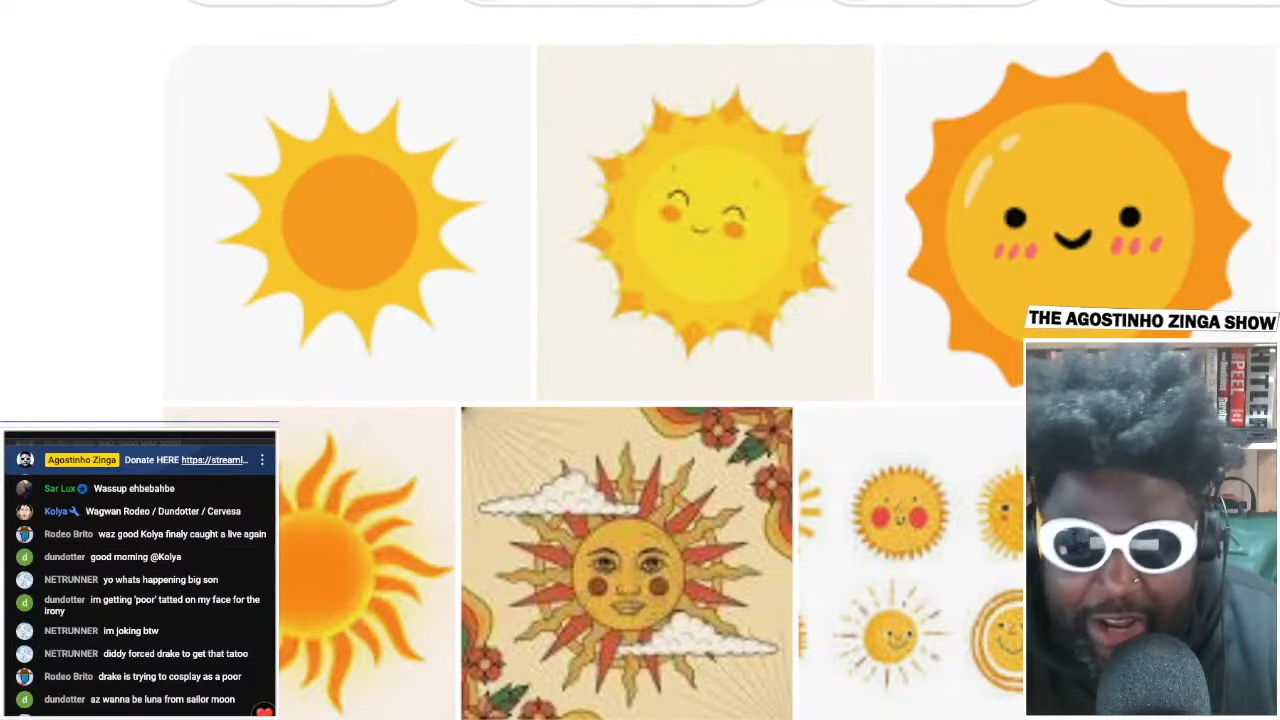 THE AGOSTINHO ZINGA SHOW
PEEL
HITLER
Agostinho Zinga Donate HERE https://streaml...
Sar Lux Wassup ehbebahbe
Kolya Wagwan Rodeo / Dundotter / Cervesa
Rodeo Brito waz good Kolya finaly caught a live again
dundotter good morning @Kolya
NETRUNNER yo whats happening big son
dundotter im getting 'poor' tatted on my face for the
irony
NETRUNNER im joking btw
NETRUNNER diddy forced drake to get that tatoo
Rodeo Brito drake is trying to cosplay as a poor
dundotter az wanna be luna from sailor moon